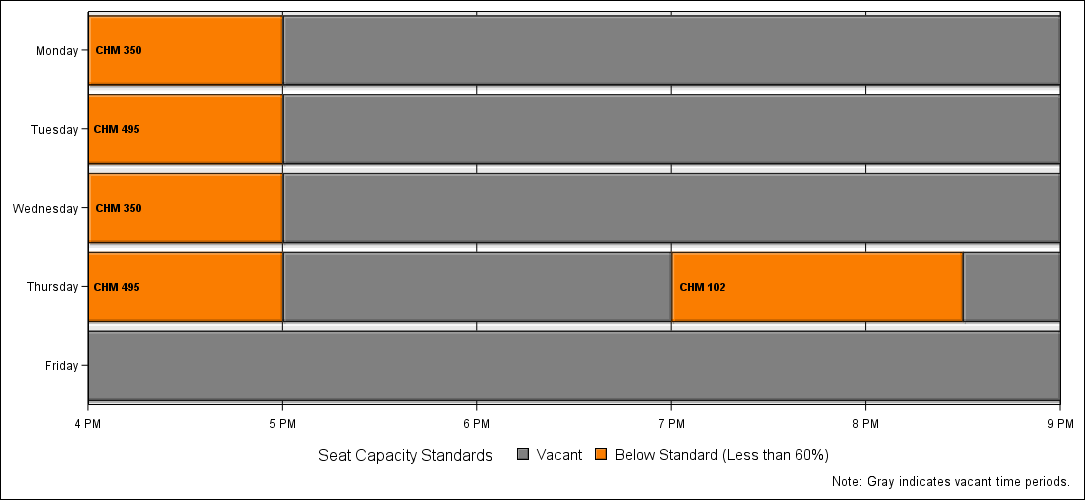 Monday
CHM 350
Tuesday
CHM 495
Wednesday
CHM 350
Thursday
CHM 495
CHM 102
Friday
4 PM 5 PM 6 PM 7 PM 8 PM 9 PM
Seat Capacity Standards Vacant Below Standard (Less than 60%)
Note: Gray indicates vacant time periods.